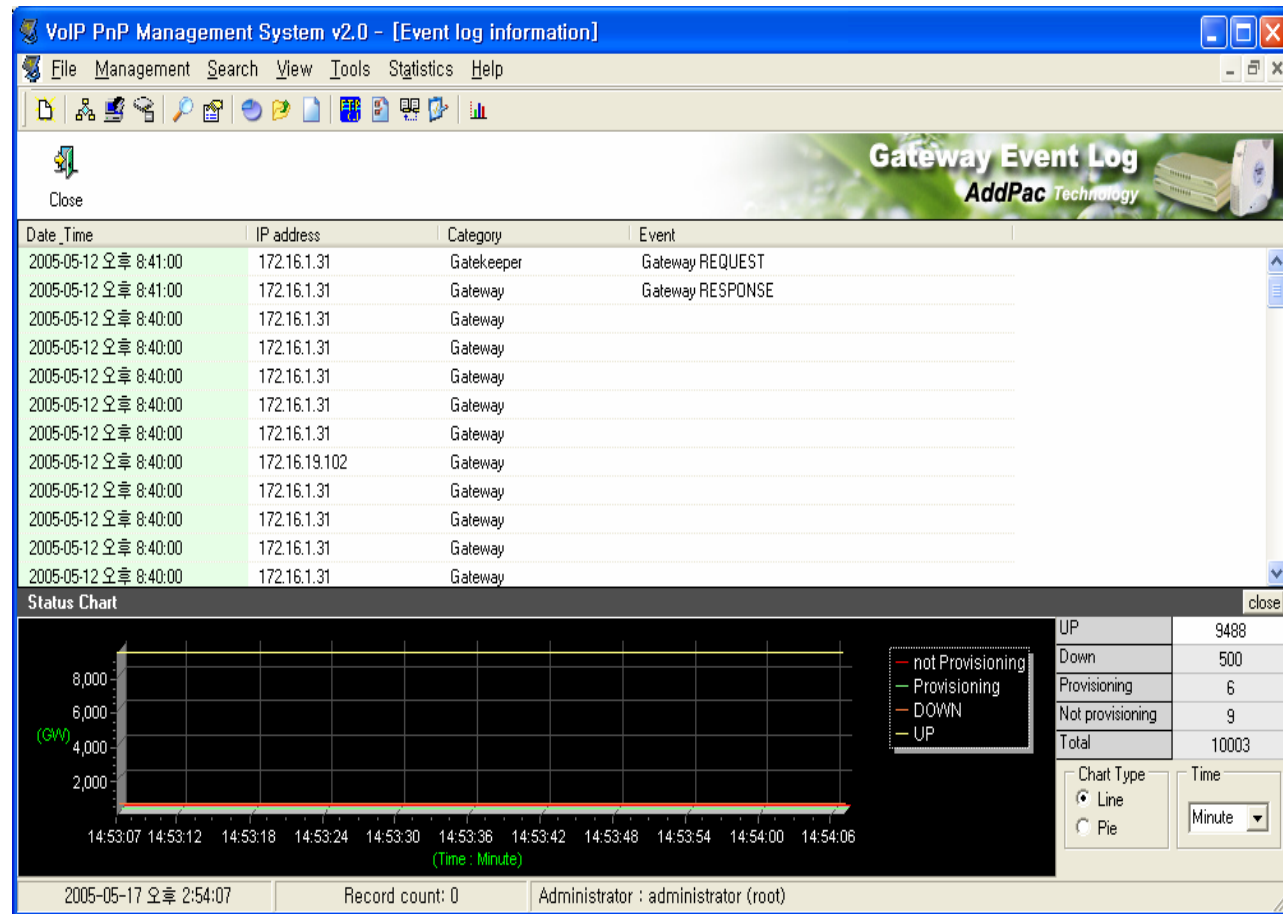 VoIP PnP Management System v2.0 - [Event log information]
File Management Search View Tools Statistics Help
Gateway Event Log
AddPac Technology
Close
Date_Time IP address Category Event
2005-05-12 오후 8:41:00 172.16.1.31 Gatekeeper Gateway REQUEST
2005-05-12 오후 8:41:00 172.16.1.31 Gateway Gateway RESPONSE
2005-05-12 오후 8:40:00 172.16.1.31 Gateway
2005-05-12 오후 8:40:00 172.16.1.31 Gateway
2005-05-12 오후 8:40:00 172.16.1.31 Gateway
2005-05-12 오후 8:40:00 172.16.1.31 Gateway
2005-05-12 오후 8:40:00 172.16.1.31 Gateway
2005-05-12 오후 8:40:00 172.16.19.102 Gateway
2005-05-12 오후 8:40:00 172.16.1.31 Gateway
2005-05-12 오후 8:40:00 172.16.1.31 Gateway
2005-05-12 오후 8:40:00 172.16.1.31 Gateway
2005-05-12 오후 8:40:00 172.16.1.31 Gateway
Status Chart close
8,000
6,000
(GW)
4,000
2,000
14:53:07 14:53:12 14:53:18 14:53:24 14:53:30 14:53:36 14:53:42 14:53:48 14:53:54 14:54:00 14:54:06
(Time : Minute)
not Provisioning
Provisioning
DOWN
UP
UP 9488
Down 500
Provisioning 6
Not provisioning 9
Total 10003
Chart Type
Line
Pie
Time
Minute
2005-05-17 오후 2:54:07 Record count: 0 Administrator : administrator (root)